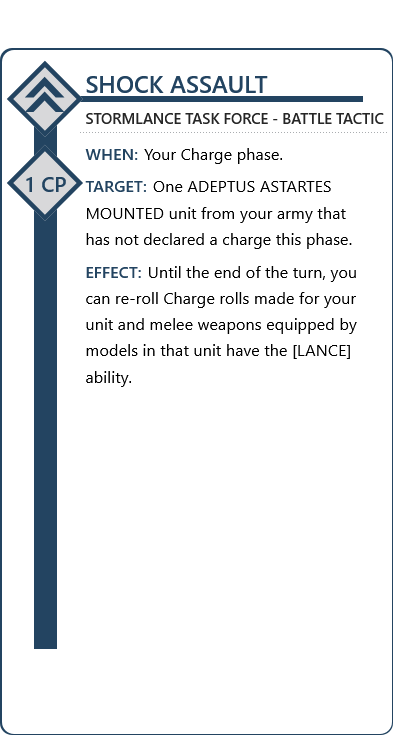 SHOCK ASSAULT
STORMLANCE TASK FORCE - BATTLE TACTIC
WHEN: Your Charge phase.
1 CP
TARGET: One ADEPTUS ASTARTES
MOUNTED unit from your army that
has not declared a charge this phase.
EFFECT: Until the end of the turn, you
can re-roll Charge rolls made for your
unit and melee weapons equipped by
models in that unit have the [LANCE]
ability.